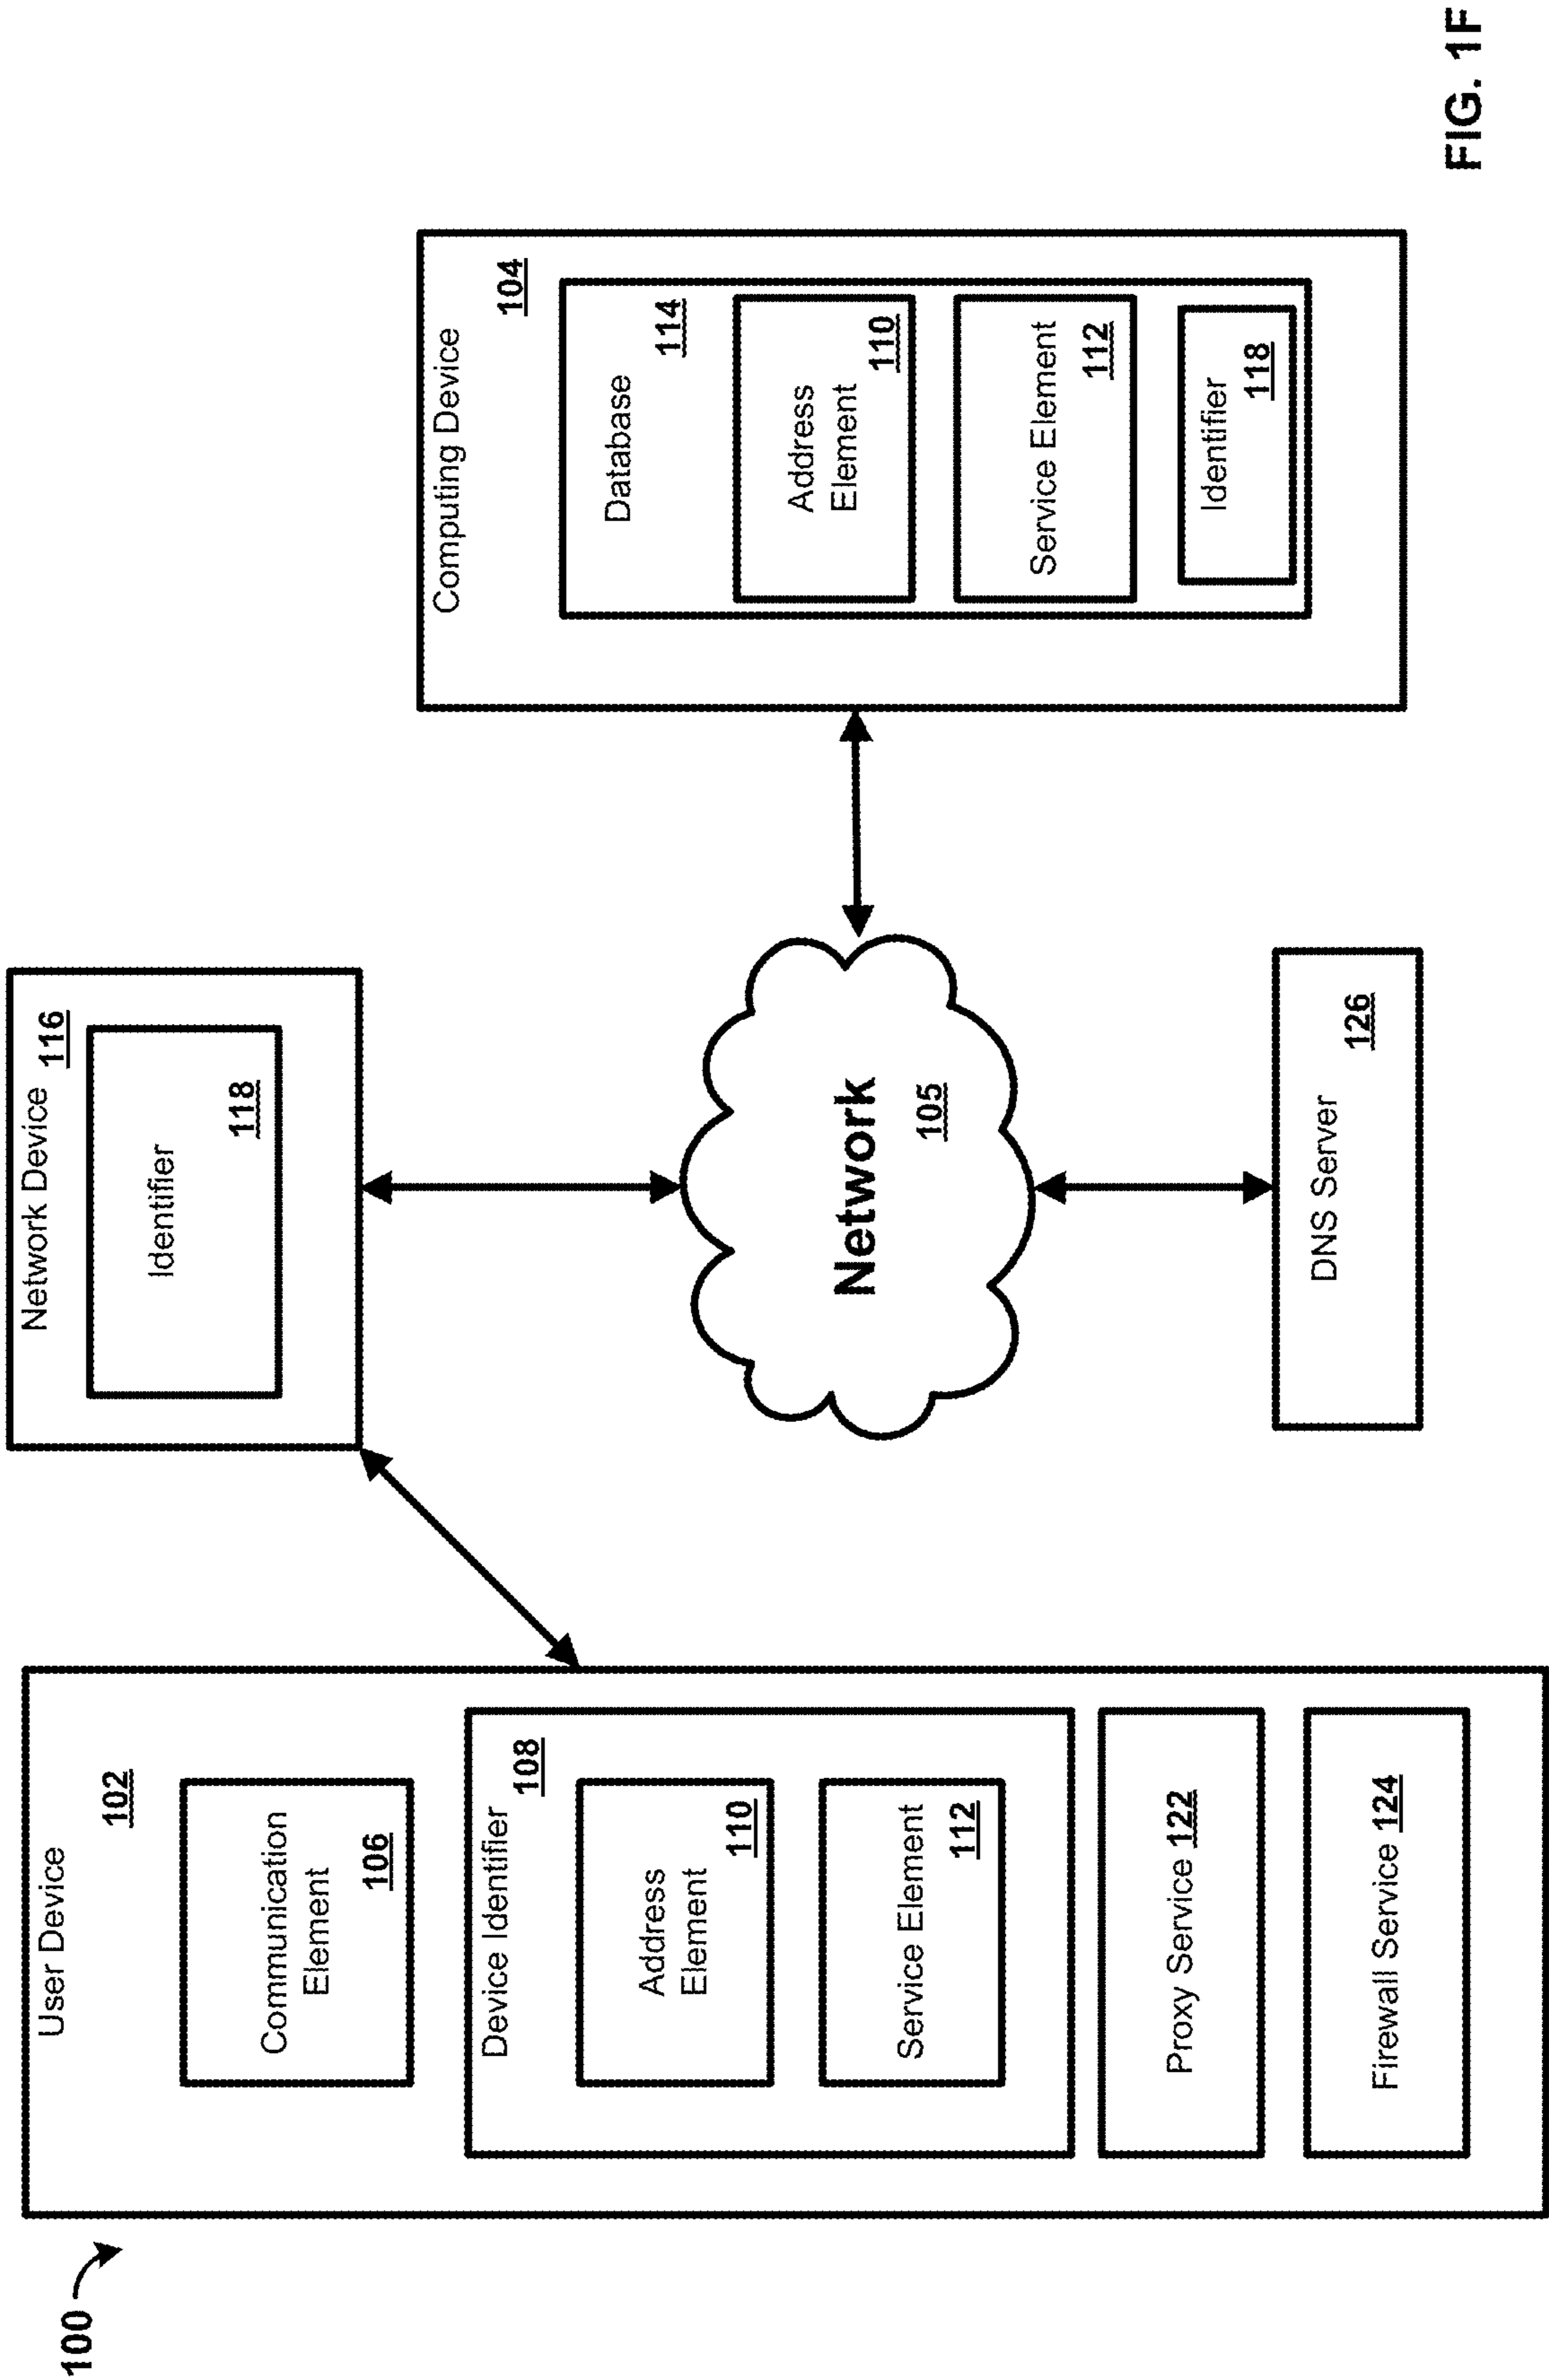 100
User Device
102
Communication
Element
106
Device Identifier
108
Address
Element
110
Service Element
112
Proxy Service 122
Firewall Service 124
Network Device
116
Identifier
118
Network
105
DNS Server
126
Computing Device
104
Database
114
Address
Element
110
Service Element
112
Identifier
118
FIG. 1F